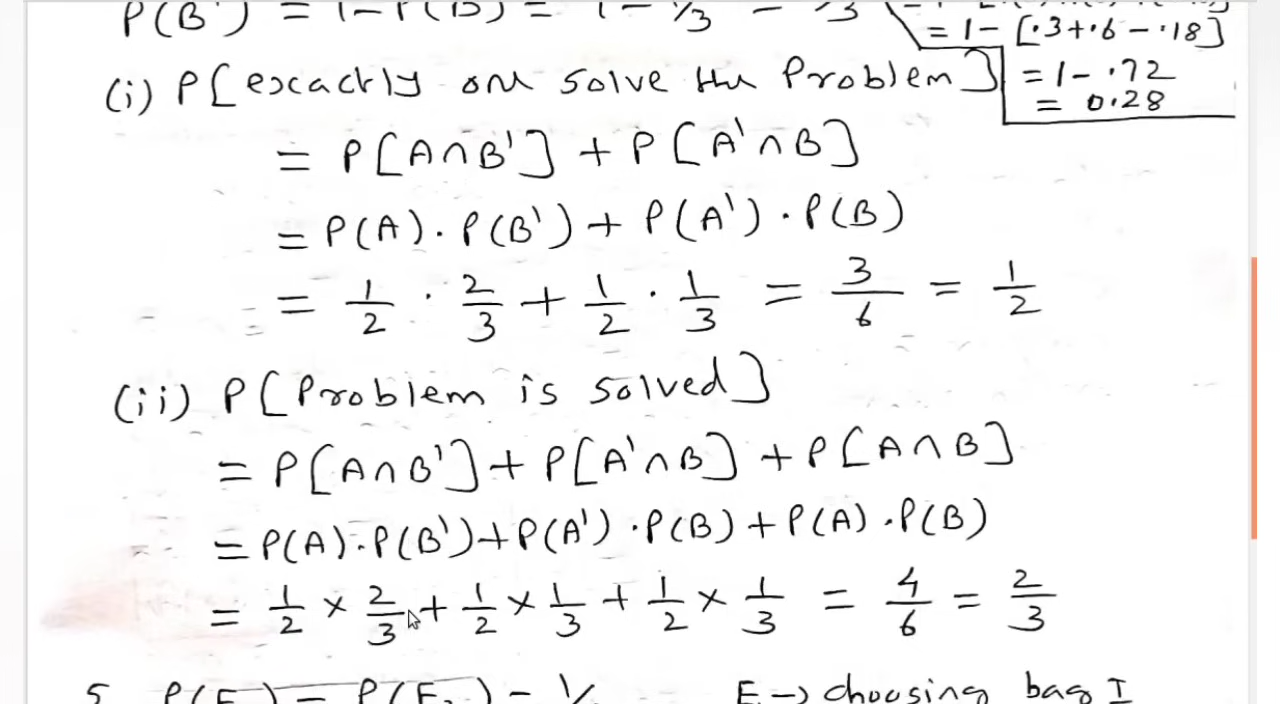 P(B') = 1-P(B) = 1 - 1/3 = 2/3
= 1- [.3+.6-.18]
= 1- .72
= 0.28
(i) P[exactly one solve the Problem]
= P[A∩B'] + P[A'∩B]
= P(A). P(B') + P(A') . P(B)
= 1/2 . 2/3 + 1/2 . 1/3 = 3/6 = 1/2
(ii) P[Problem is solved]
= P[A∩B'] + P[A'∩B] + P[A∩B]
= P(A).P(B')+P(A') .P(B)+P(A) .P(B)
= 1/2 × 2/3 + 1/2 × 1/3 + 1/2 × 1/3 = 4/6 = 2/3
5 P(E ) = P(E ) = 1/ E → choosing bag I